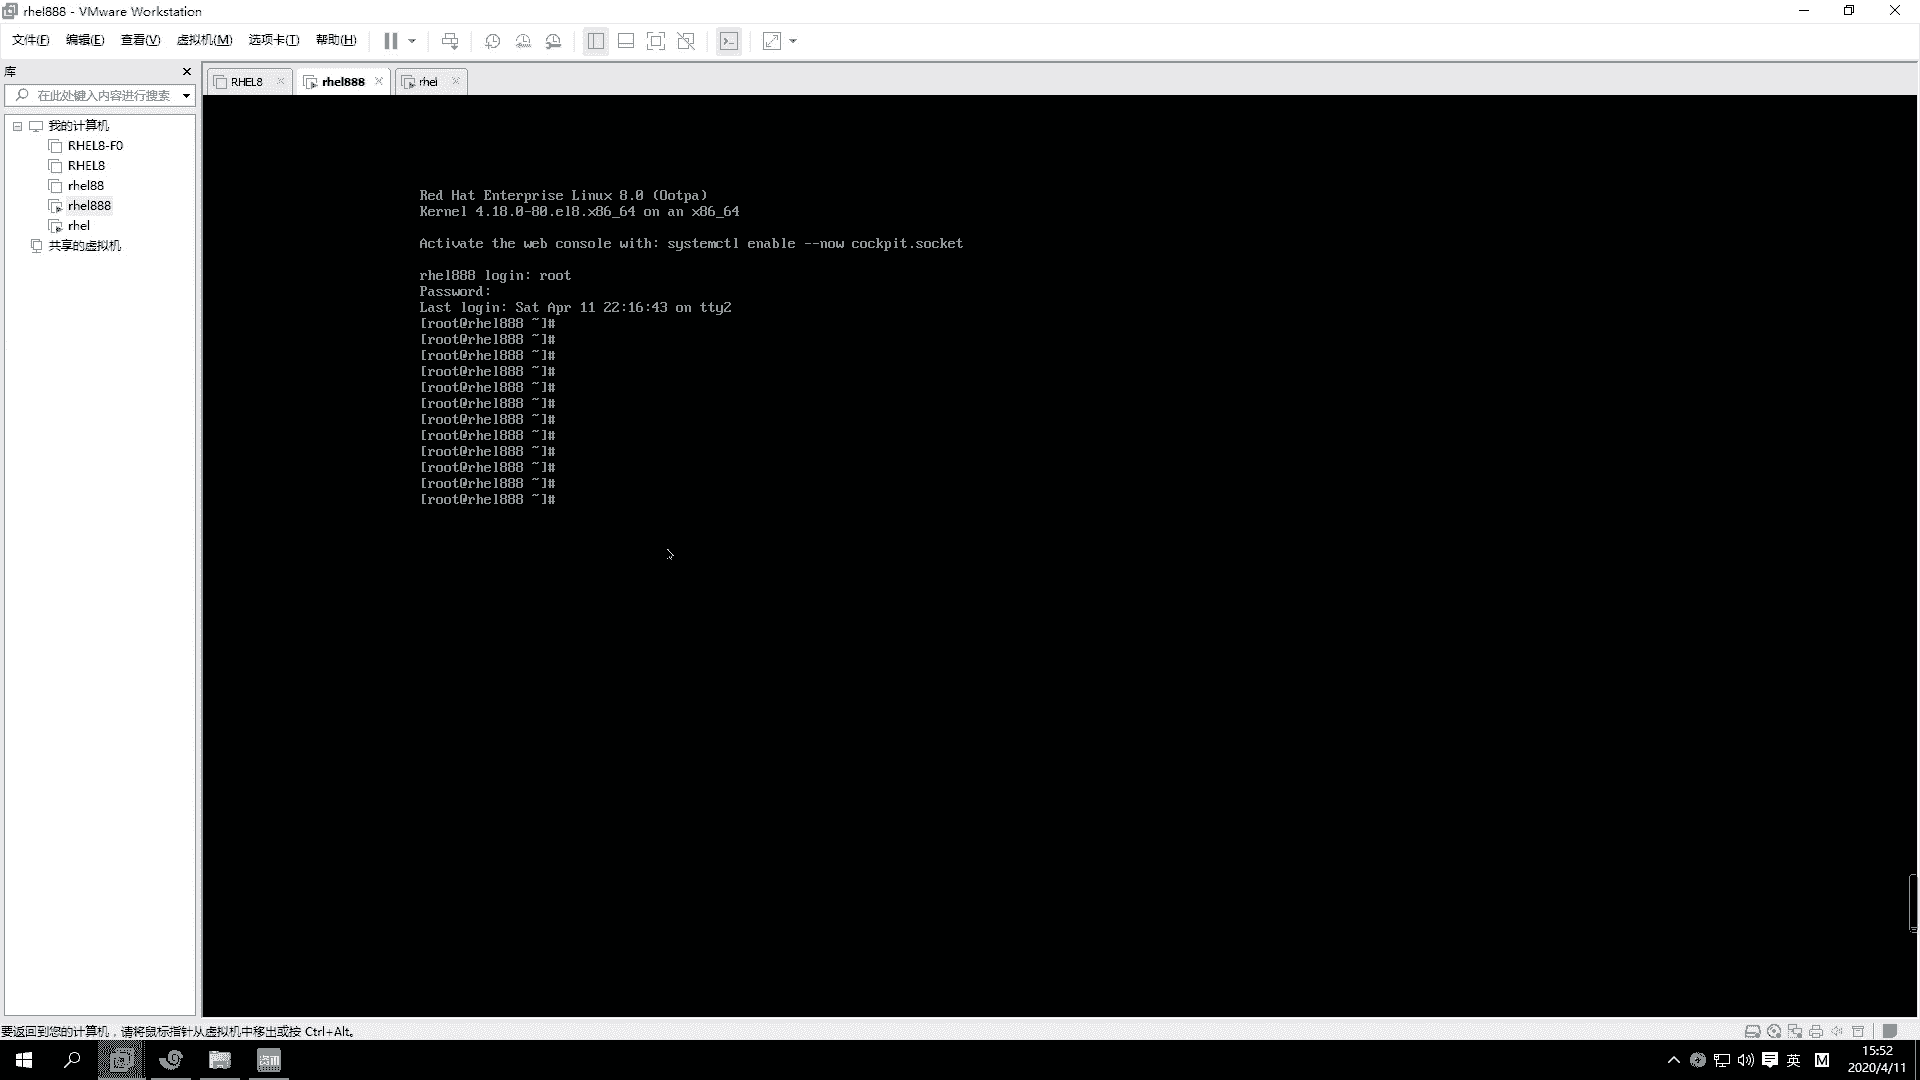 rhel888 - VMware Workstation
文件(F) 编辑(E) 查看(V) 虚拟机(M) 选项卡(T) 帮助(H)
库
在此处键入内容进行搜索
我的计算机
RHEL8-F0
RHEL8
rhel88
rhel888
rhel
共享的虚拟机
RHEL8 rhel888 rhel
Red Hat Enterprise Linux 8.0 (Ootpa)
Kernel 4.18.0-80.el8.x86_64 on an x86_64
Activate the web console with: systemctl enable --now cockpit.socket
rhel888 login: root
Password:
Last login: Sat Apr 11 22:16:43 on tty2
[root@rhel888 ~]#
[root@rhel888 ~]#
[root@rhel888 ~]#
[root@rhel888 ~]#
[root@rhel888 ~]#
[root@rhel888 ~]#
[root@rhel888 ~]#
[root@rhel888 ~]#
[root@rhel888 ~]#
[root@rhel888 ~]#
[root@rhel888 ~]#
[root@rhel888 ~]#
要返回到您的计算机，请将鼠标指针从虚拟机中移出或按 Ctrl+Alt。
英 M
15:52
2020/4/11